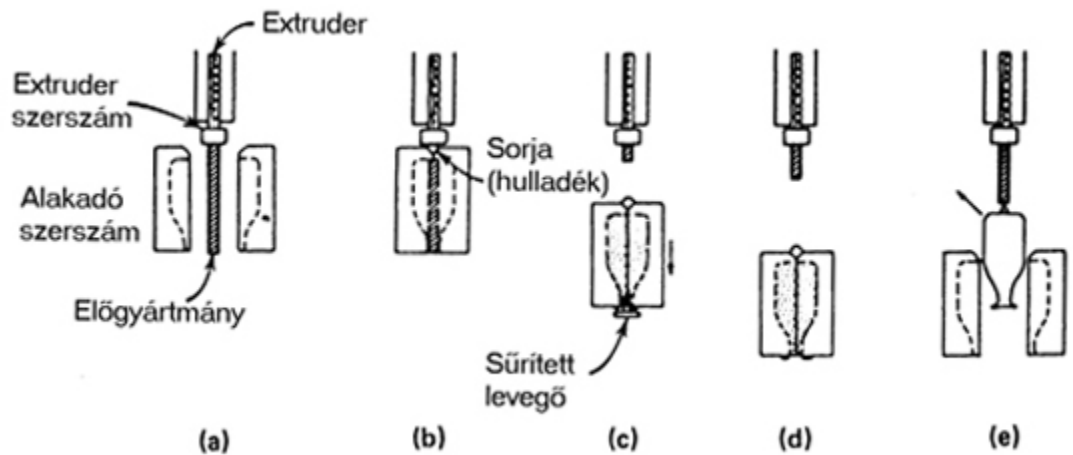 Extruder
Extruder
szerszám
Alakadó
szerszám
Előgyártmány
Sorja
(hulladék)
Sűrített
levegő
(a)
(b)
(c)
(d)
(e)